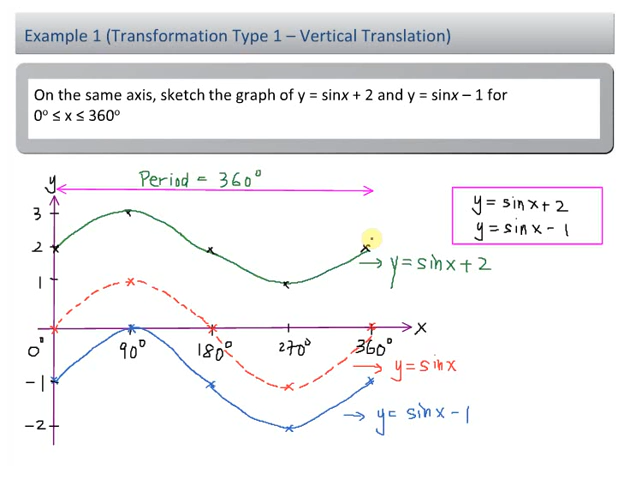 Example 1 (Transformation Type 1 – Vertical Translation)
On the same axis, sketch the graph of y = sinx + 2 and y = sinx – 1 for
0° ≤ x ≤ 360°
y
Period = 360°
y = sinx + 2
y = sinx - 1
3
2
1
→ y = sinx + 2
x
0°
90°
180°
270°
360°
→ y = sinx
-1
→ y = sinx - 1
-2